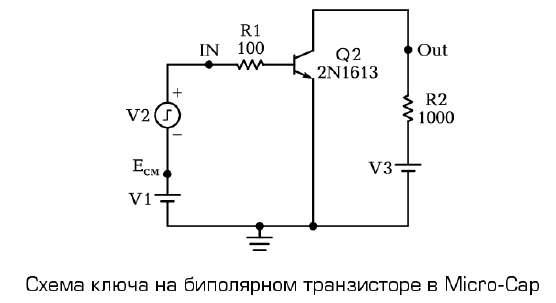 R1
100
IN
Out
Q2
2N1613
R2
1000
+
V2
−
Eсм
V1
V3
Схема ключа на биполярном транзисторе в Micro-Cap